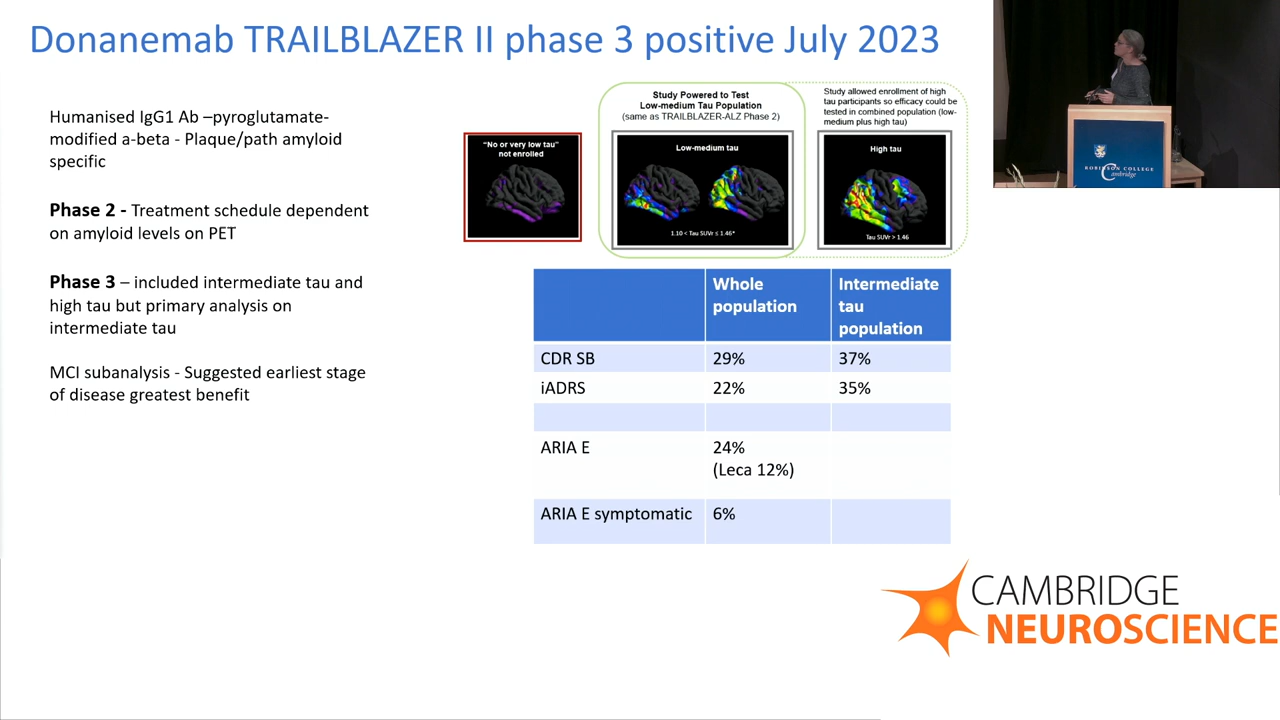 Donanemab TRAILBLAZER II phase 3 positive July 2023
Humanised IgG1 Ab –pyroglutamate-
modified a-beta - Plaque/path amyloid
specific
Phase 2 - Treatment schedule dependent
on amyloid levels on PET
Phase 3 – included intermediate tau and
high tau but primary analysis on
intermediate tau
MCI subanalysis - Suggested earliest stage
of disease greatest benefit
"No or very low tau"
not enrolled
Study Powered to Test
Low-medium Tau Population
(same as TRAILBLAZER-ALZ Phase 2)
Low-medium tau
1.10 < Tau SUVr ≤ 1.46*
Study allowed enrollment of high
tau participants so efficacy could be
tested in combined population (low-
medium plus high tau)
High tau
Tau SUVr > 1.46
Whole
population
Intermediate
tau
population
CDR SB 29% 37%
iADRS 22% 35%
ARIA E 24%
(Leca 12%)
ARIA E symptomatic 6%
ROBINSON COLLEGE
Cambridge
CAMBRIDGE
NEUROSCIENCE